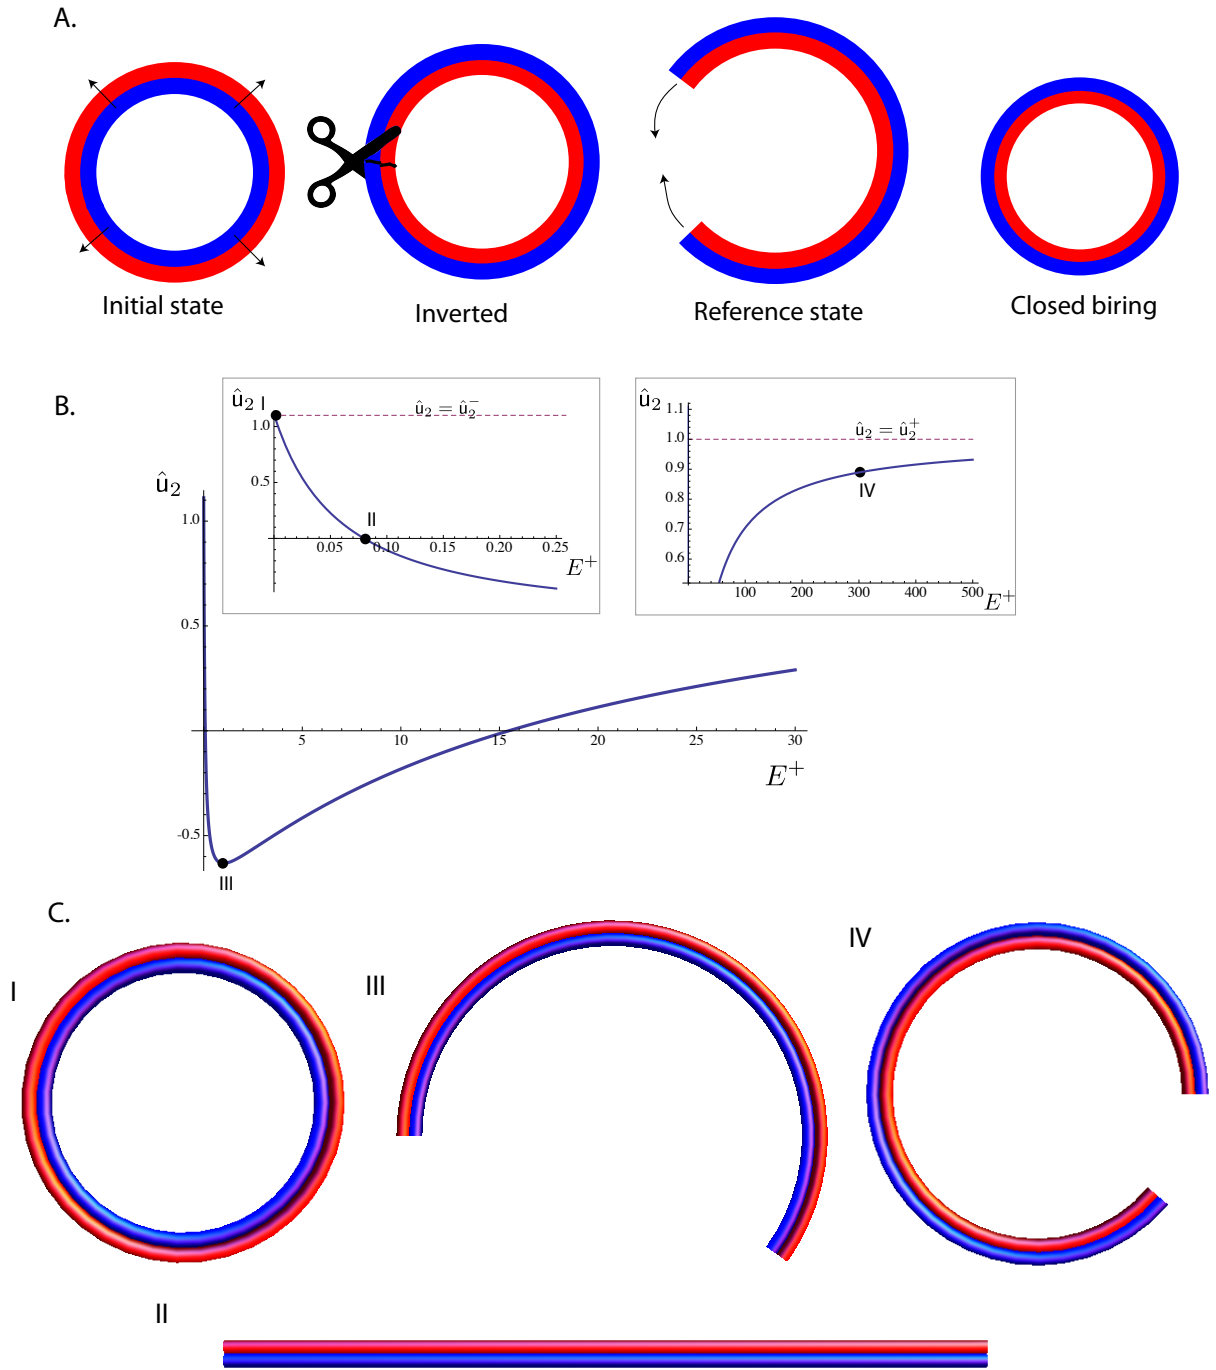 A.
Initial state
Inverted
Reference state
Closed biring
B.
û₂ I
û₂ = û₂⁻
1.0
0.5
II
0.05 0.10 0.15 0.20 0.25
E⁺
û₂
1.1
û₂ = û₂⁺
1.0
0.9
IV
0.8
0.7
0.6
100 200 300 400 500
E⁺
û₂
1.0
0.5
5 10 15 20 25 30
E⁺
-0.5
III
C.
I
III
IV
II